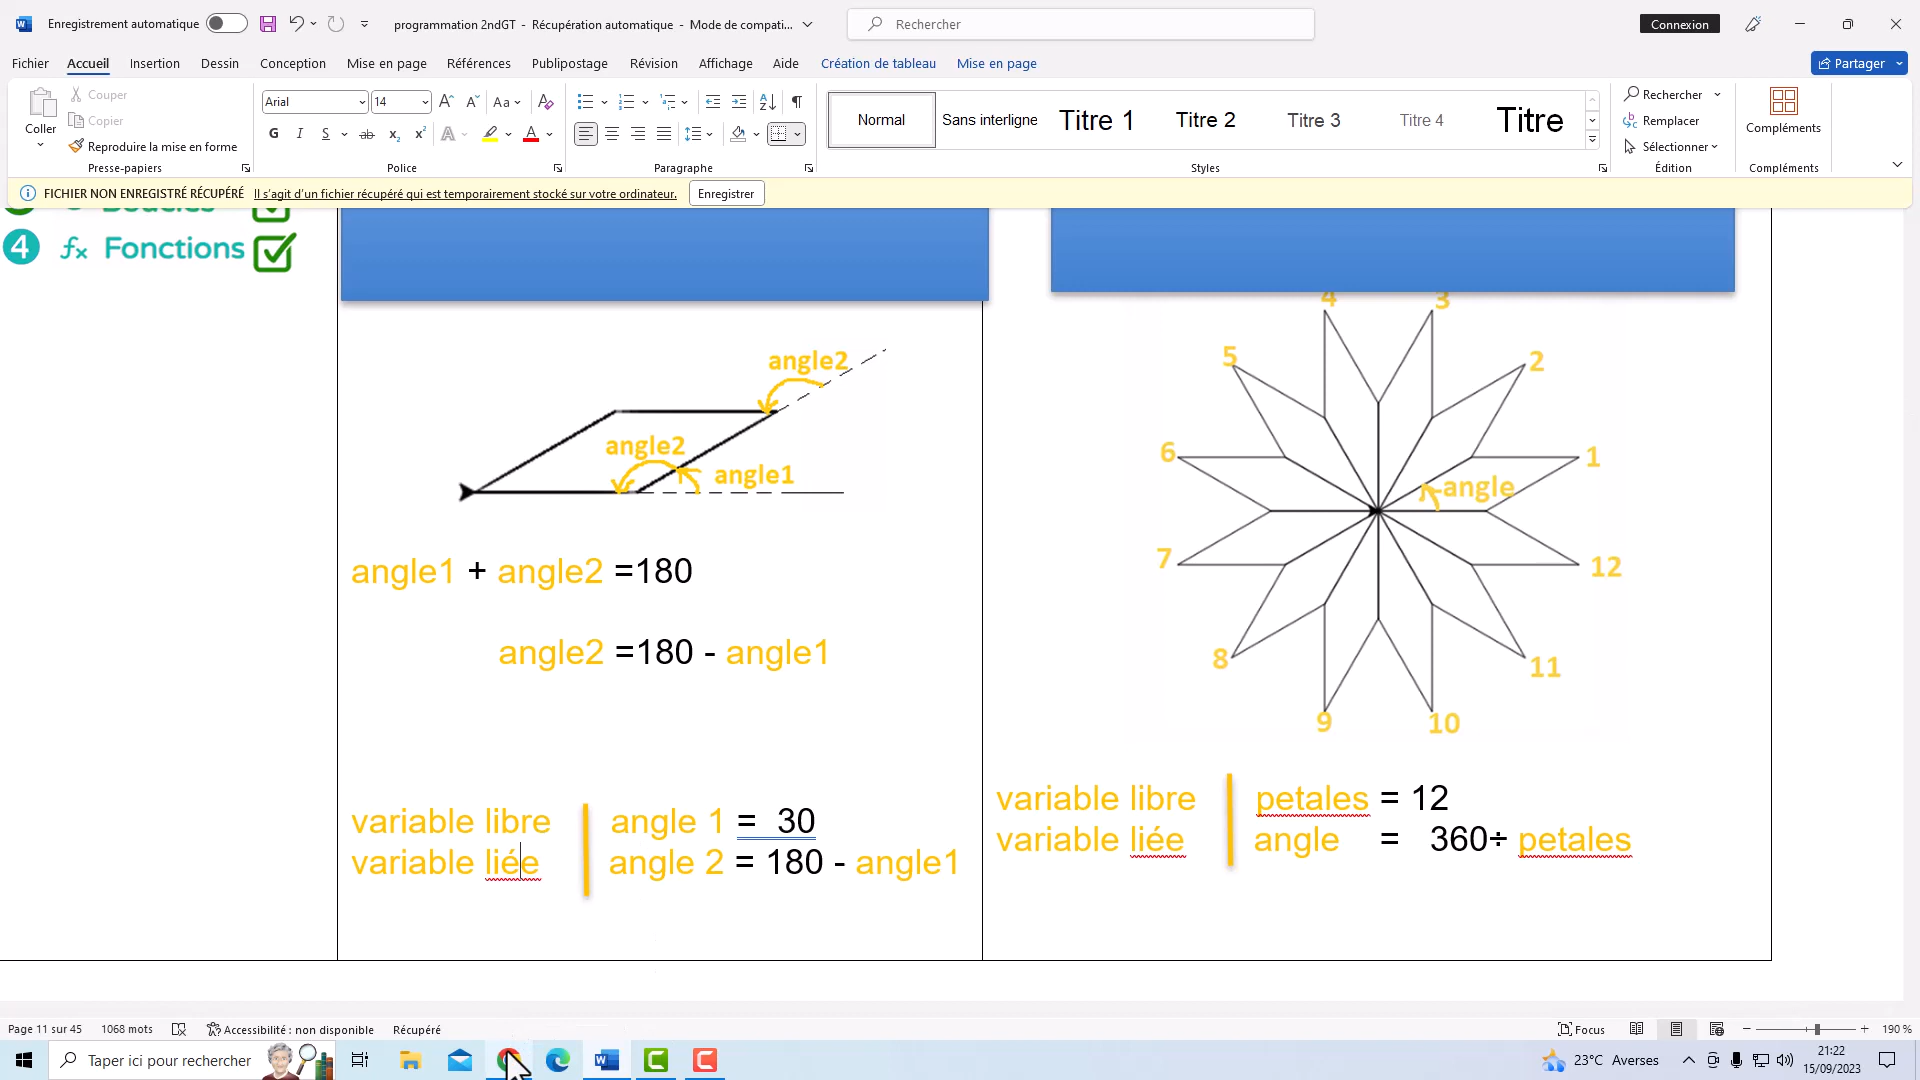 Enregistrement automatique
programmation 2ndGT - Récupération automatique - Mode de compati...
Rechercher
Connexion
Fichier Accueil Insertion Dessin Conception Mise en page Références Publipostage Révision Affichage Aide Création de tableau Mise en page
Partager
Coller
Couper
Copier
Reproduire la mise en forme
Presse-papiers
Arial
14
Aa
G I S ab x₂ x² A A
Police
Paragraphe
Normal
Sans interligne
Titre 1
Titre 2
Titre 3
Titre 4
Titre
Styles
Rechercher
Remplacer
Sélectionner
Édition
Compléments
Compléments
FICHIER NON ENREGISTRÉ RÉCUPÉRÉ Il s'agit d'un fichier récupéré qui est temporairement stocké sur votre ordinateur. Enregistrer
Boucles
4 fx Fonctions
angle2
angle2
angle1
angle1 + angle2 =180
angle2 =180 - angle1
variable libre angle 1 = 30
variable liée angle 2 = 180 - angle1
4
3
5
2
6
1
angle
7
12
8
11
9
10
variable libre petales = 12
variable liée angle = 360÷ petales
Page 11 sur 45 1068 mots Accessibilité : non disponible Récupéré
Focus
190 %
Taper ici pour rechercher
23°C Averses
21:22
15/09/2023